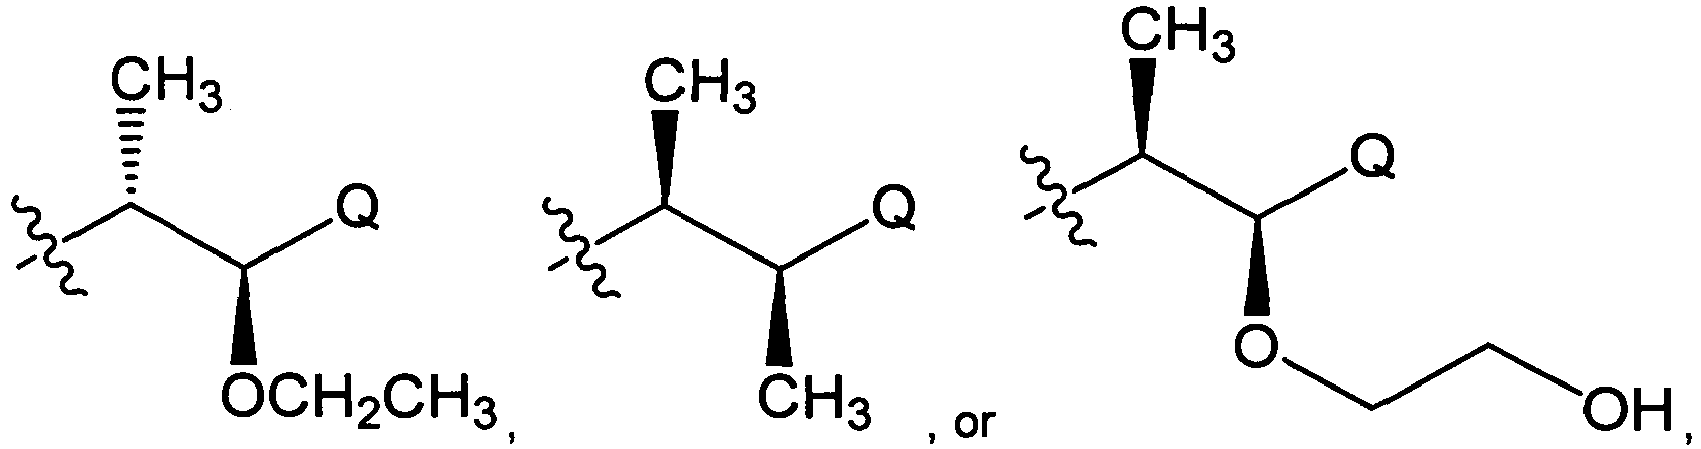 CH3 CH3 CH3
Q Q Q
OCH2CH3, CH3 , or O OH,